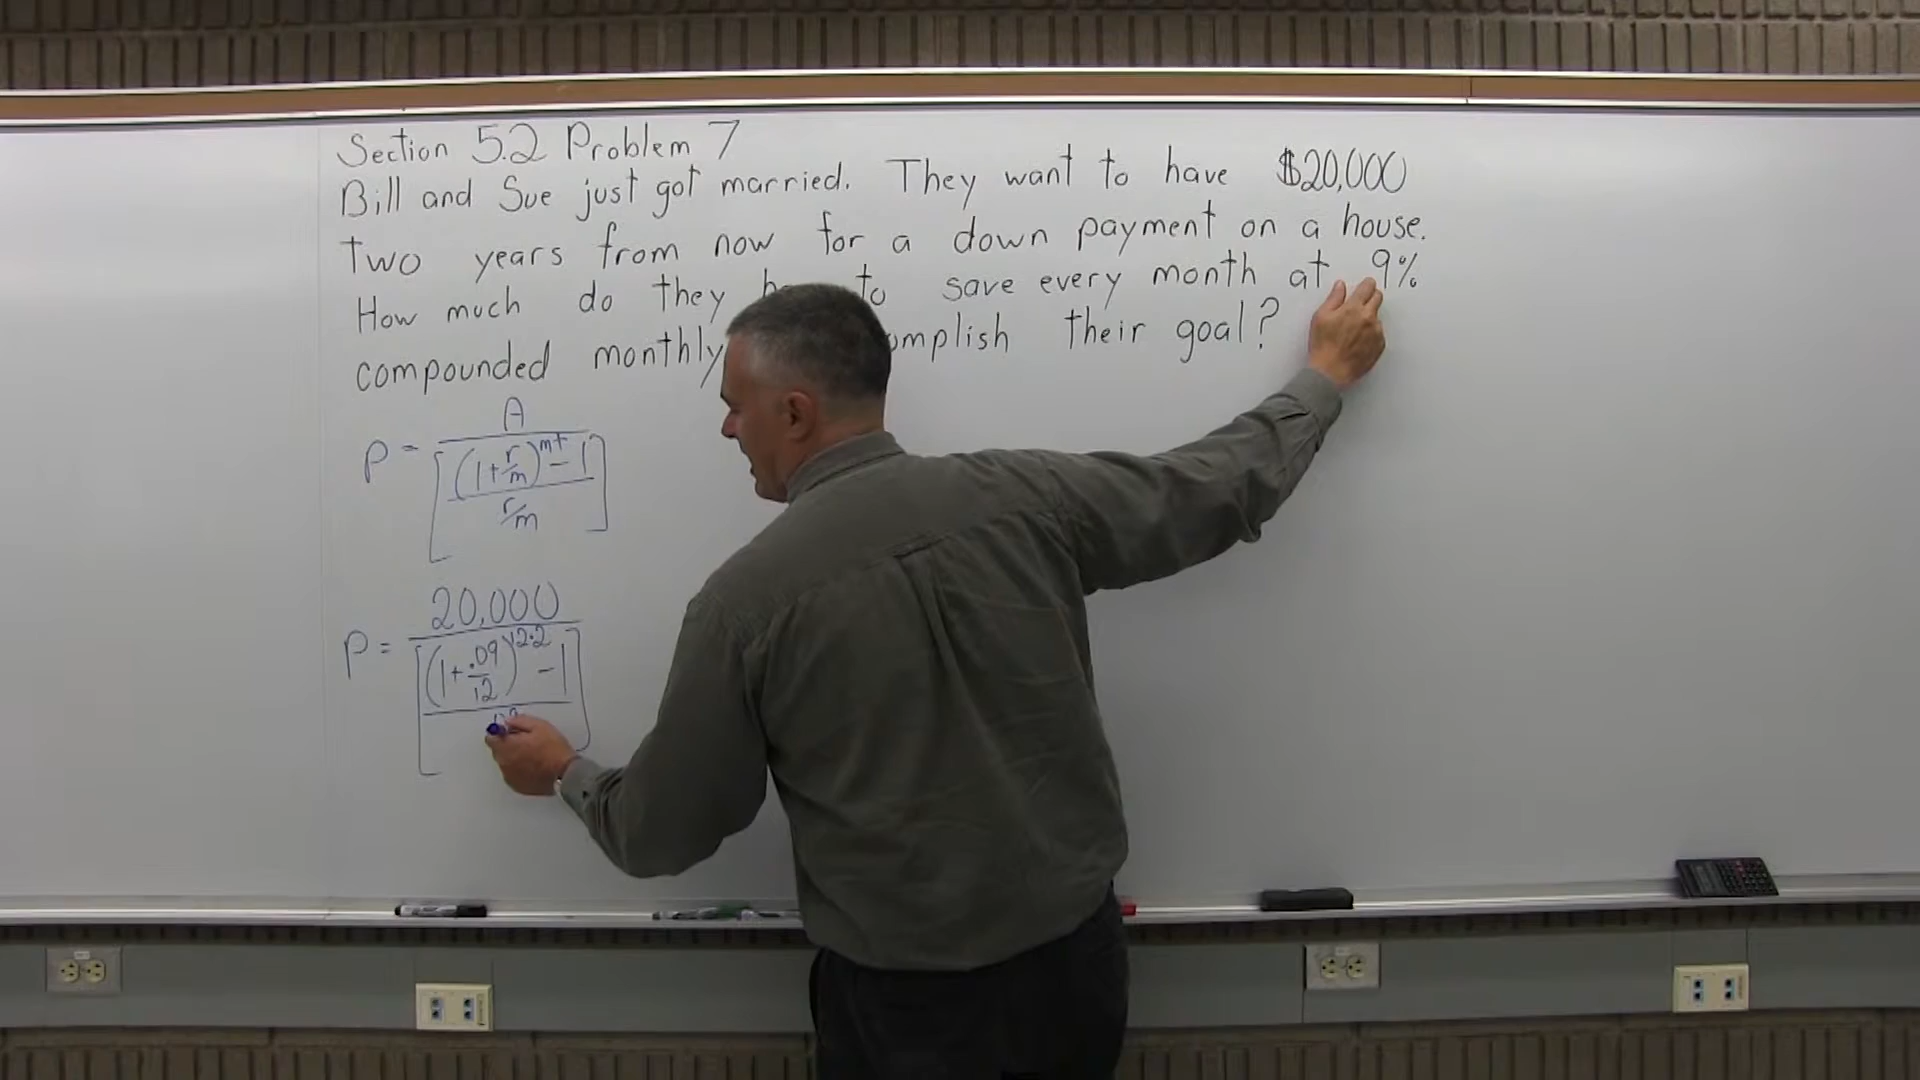 Section 5.2 Problem 7
Bill and Sue just got married. They want to have $20,000
two years from now for a down payment on a house.
How much do they to save every month at 9%
compounded monthly their goal?
P = A
[(1+r/m)^mt - 1
r/m]
P = 20,000
[(1+.09/12)^12·2 - 1]